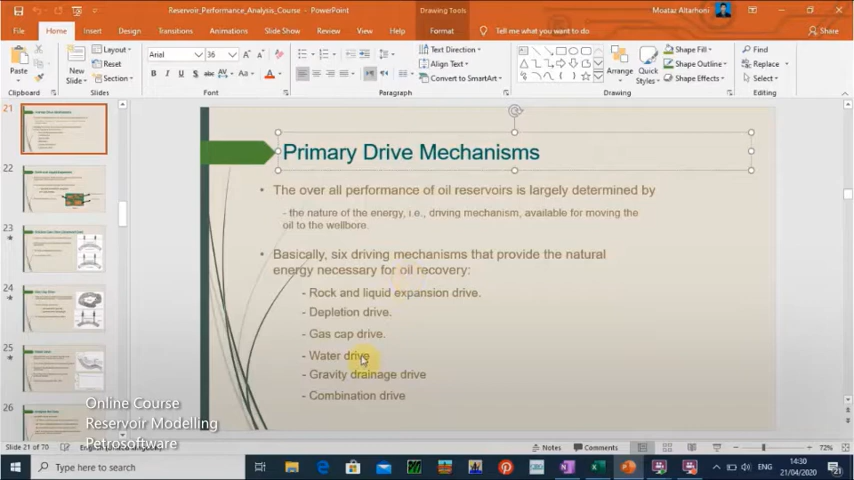 Reservoir_Performance_Analysis_Course - PowerPoint
Drawing Tools
Moataz Altarhoni
File Home Insert Design Transitions Animations Slide Show Review View Help Format Tell me what you want to do Share
Paste
Clipboard
New
Slide
Layout
Reset
Section
Slides
Arial
36
Font
Paragraph
Text Direction
Align Text
Convert to SmartArt
Arrange
Quick
Styles
Shape Fill
Shape Outline
Shape Effects
Drawing
Find
Replace
Select
Editing
21
22
23
24
25
26
Primary Drive Mechanisms
• The over all performance of oil reservoirs is largely determined by
- the nature of the energy, i.e., driving mechanism, available for moving the
oil to the wellbore.
• Basically, six driving mechanisms that provide the natural
energy necessary for oil recovery:
- Rock and liquid expansion drive.
- Depletion drive.
- Gas cap drive.
- Water drive
- Gravity drainage drive
- Combination drive
Online Course
Reservoir Modelling
Petrosoftware
Slide 21 of 70
Notes Comments 72%
Type here to search
ENG
14:30
21/04/2020